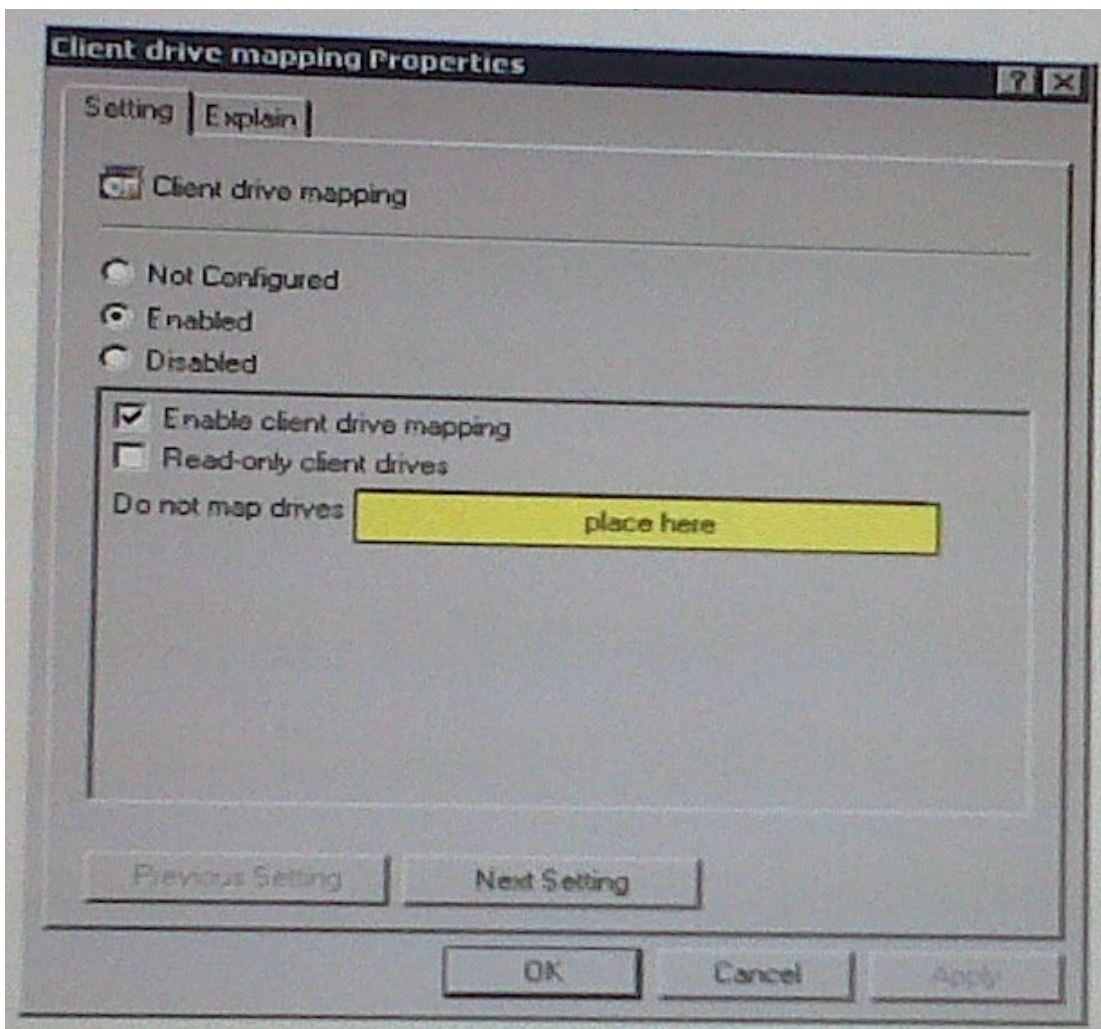 Client drive mapping Properties
? X
Setting Explain
Client drive mapping
Not Configured
Enabled
Disabled
Enable client drive mapping
Read-only client drives
Do not map drives place here
Previous Setting Next Setting
OK Cancel Apply